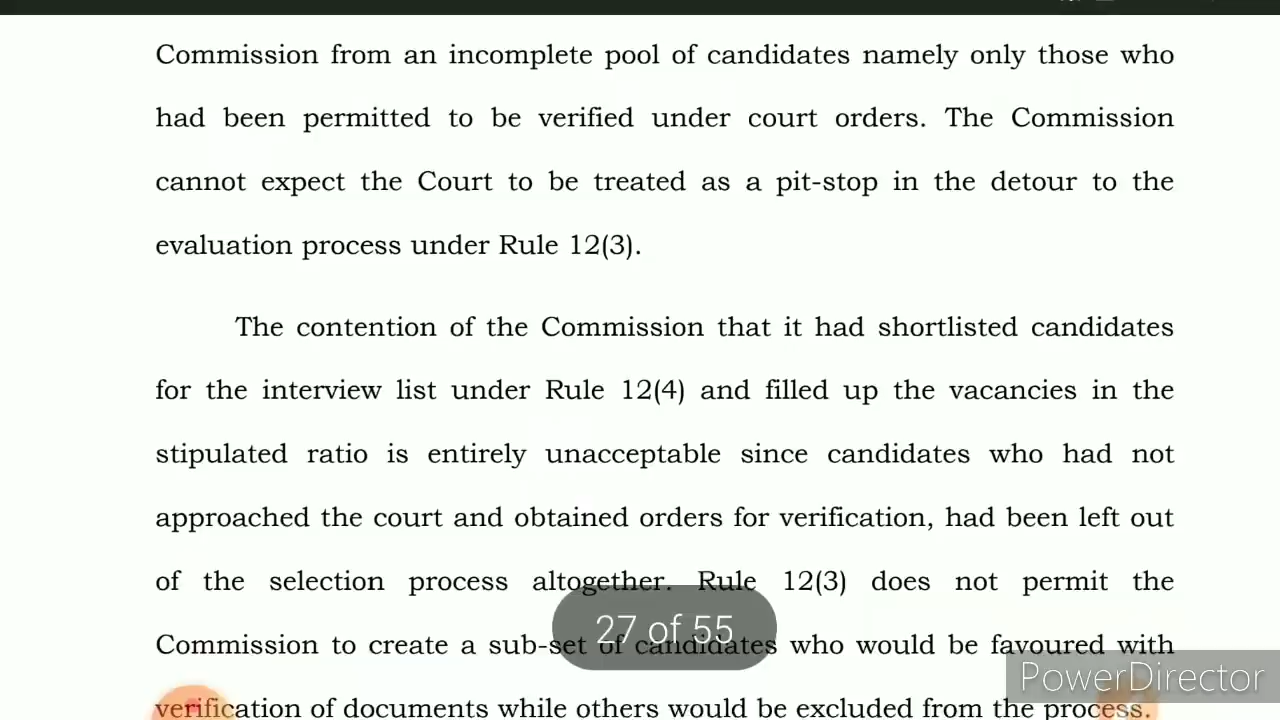 Commission from an incomplete pool of candidates namely only those who
had been permitted to be verified under court orders. The Commission
cannot expect the Court to be treated as a pit-stop in the detour to the
evaluation process under Rule 12(3).
The contention of the Commission that it had shortlisted candidates
for the interview list under Rule 12(4) and filled up the vacancies in the
stipulated ratio is entirely unacceptable since candidates who had not
approached the court and obtained orders for verification, had been left out
of the selection process altogether. Rule 12(3) does not permit the
27 of 55
Commission to create a sub-set of candidates who would be favoured with
PowerDirector
verification of documents while others would be excluded from the process.